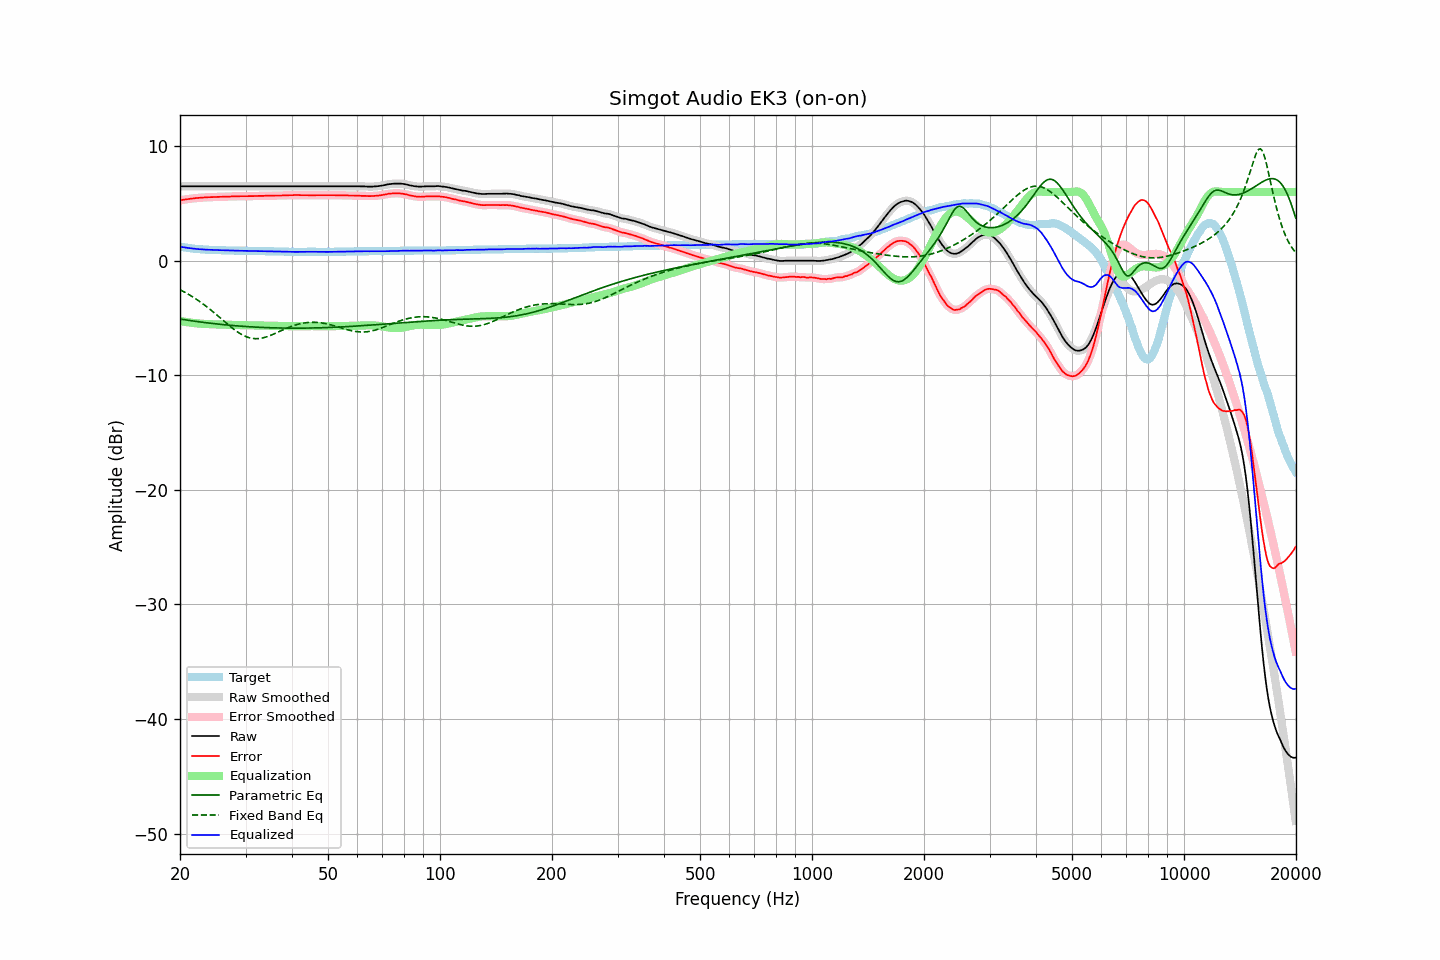 Simgot Audio EK3 (on-on)
10
0
−10
−20
−30
−40
−50
Amplitude (dBr)
Target
Raw Smoothed
Error Smoothed
Raw
Error
Equalization
Parametric Eq
Fixed Band Eq
Equalized
20
50
100
200
500
1000
2000
5000
10000
20000
Frequency (Hz)